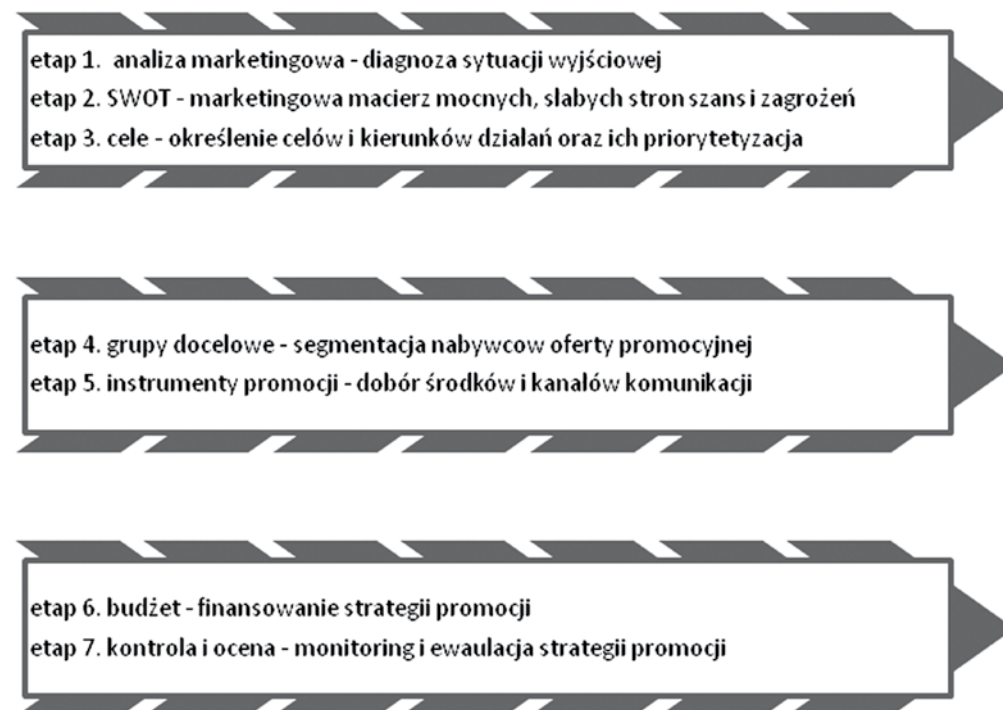 etap 1. analiza marketingowa - diagnoza sytuacji wyjściowej
etap 2. SWOT - marketingowa macierz mocnych, słabych stron szans i zagrożeń
etap 3. cele - określenie celów i kierunków działań oraz ich priorytetyzacja
etap 4. grupy docelowe - segmentacja nabywcow oferty promocyjnej
etap 5. instrumenty promocji - dobór środków i kanałów komunikacji
etap 6. budżet - finansowanie strategii promocji
etap 7. kontrola i ocena - monitoring i ewaulacja strategii promocji